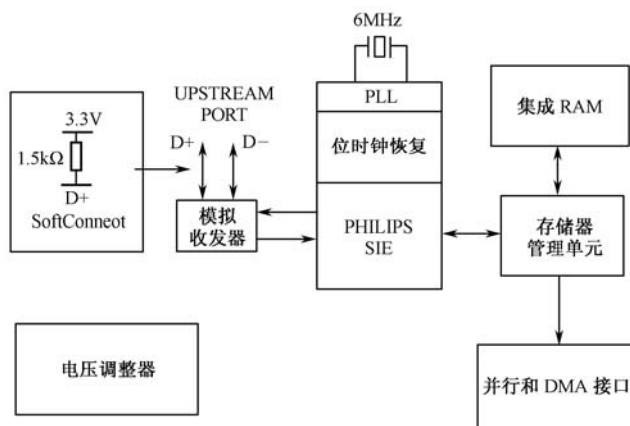 6MHz
PLL
位时钟恢复
PHILIPS
SIE
UPSTREAM
PORT
D+
D−
模拟
收发器
3.3V
1.5kΩ
D+
SoftConneot
集成 RAM
存储器
管理单元
并行和 DMA 接口
电压调整器